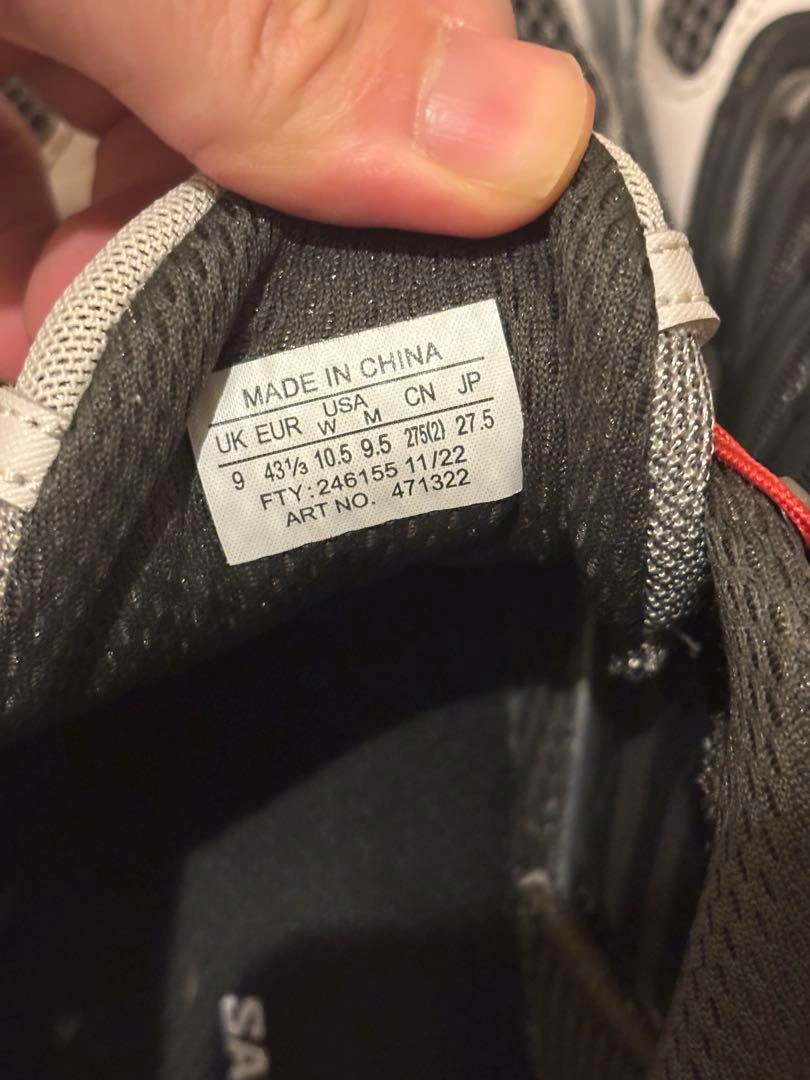 MADE IN CHINA
UK EUR USA CN JP
W M
9 43⅓ 10.5 9.5 275(2) 27.5
FTY: 246155 11/22
ART NO. 471322
SA